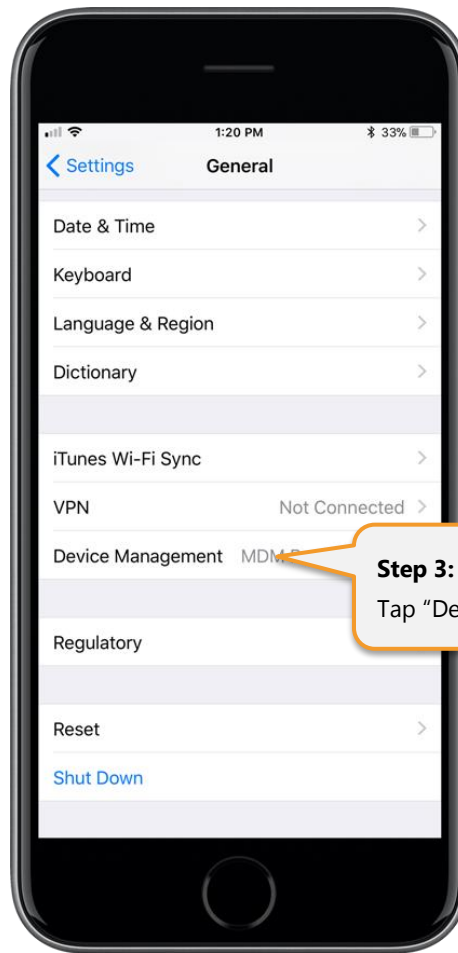 1:20 PM 33%
Settings General
Date & Time
Keyboard
Language & Region
Dictionary
iTunes Wi-Fi Sync
VPN Not Connected
Device Management
Step 3:
Tap “De
Regulatory
Reset
Shut Down